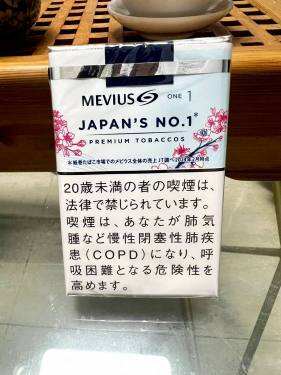 MEVIUS ONE 1
JAPAN'S NO.1*
PREMIUM TOBACCOS
20歳未満の者の喫煙は、
法律で禁じられています。
喫煙は、あなたが肺気
腫など慢性閉塞性肺疾
患(COPD)になり、呼
吸困難となる危険性を
高めます。